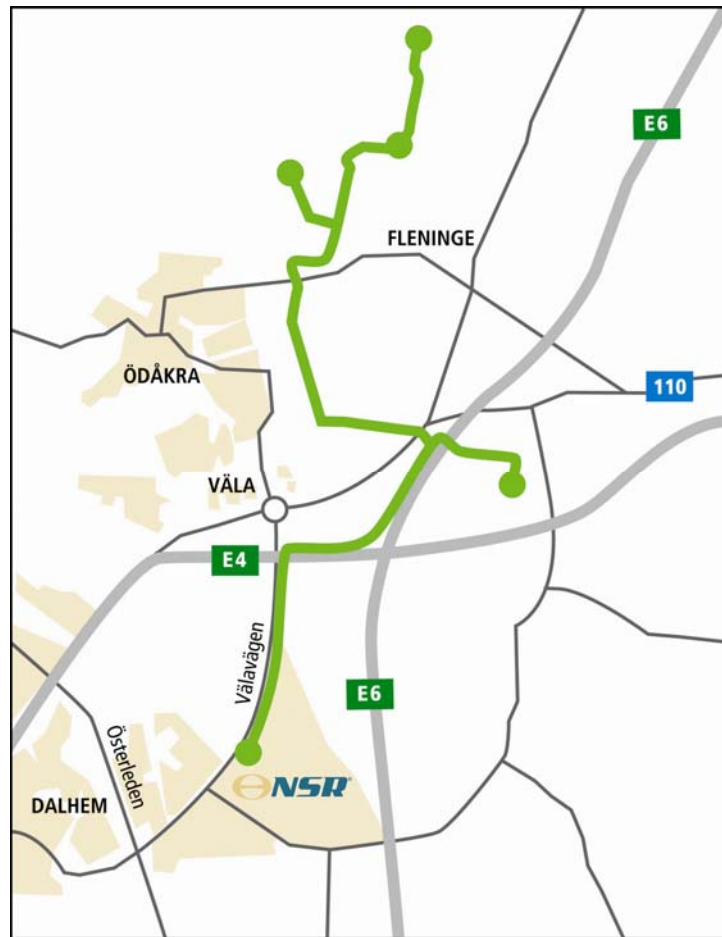 E6
FLENINGE
ÖDÅKRA
110
VÄLA
E4
Välavägen
E6
Österleden
NSR®
DALHEM